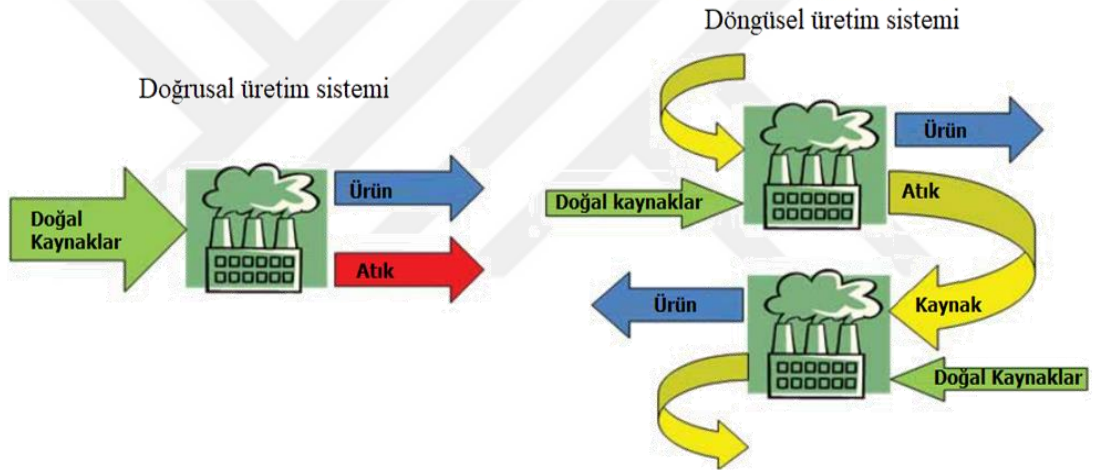 Doğrusal üretim sistemi
Doğal
Kaynaklar
Ürün
Atık
Döngüsel üretim sistemi
Doğal kaynaklar
Ürün
Atık
Kaynak
Ürün
Doğal Kaynaklar